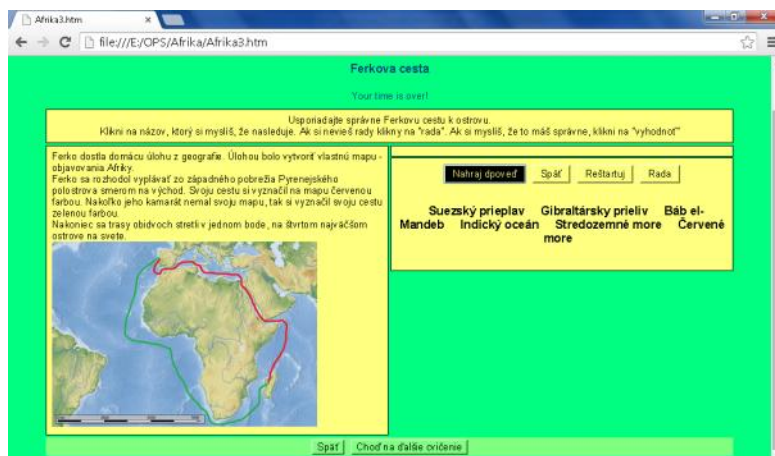 Afrika3.htm
file:///E:/OPS/Afrika/Afrika3.htm
Ferkova cesta
Your time is over!
Usporiadajte správne Ferkovu cestu k ostrovu.
Klikni na názov, ktorý si myslíš, že nasleduje. Ak si nevieš rady klikny na "rada". Ak si myslíš, že to máš správne, klikni na "vyhodnoť"
Ferko dostla domácu úlohu z geografie. Úlohou bolo vytvoriť vlastnú mapu -
objavovania Afriky.
Ferko sa rozhodol vyplávať zo západného pobrežia Pyrenejského
polostrova smerom na východ. Svoju cestu si vyznačil na mapu červenou
farbou. Nakoľko jeho kamarát nemal svoju mapu, tak si vyznačil svoju cestu
zelenou farbou.
Nakoniec sa trasy obidvoch stretli v jednom bode, na štvrtom najväčšom
ostrove na svete.
Nahraj dpoveď Späť Reštartuj Rada
Suezský prieplav Gibraltársky prieliv Báb el-
Mandeb Indický oceán Stredozemné more Červené
more
Späť Choď na ďalšie cvičenie